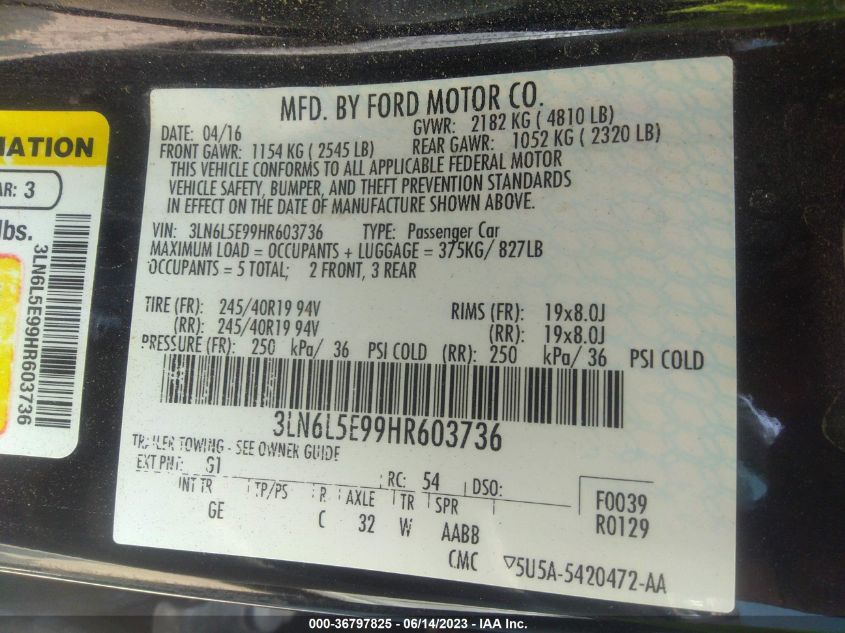 MATION
AR: 3
lbs.
3LN6L5E99HR603736
MFD. BY FORD MOTOR CO.
DATE: 04/16 GVWR: 2182 KG ( 4810 LB)
FRONT GAWR: 1154 KG ( 2545 LB) REAR GAWR: 1052 KG ( 2320 LB)
THIS VEHICLE CONFORMS TO ALL APPLICABLE FEDERAL MOTOR
VEHICLE SAFETY, BUMPER, AND THEFT PREVENTION STANDARDS
IN EFFECT ON THE DATE OF MANUFACTURE SHOWN ABOVE.
VIN: 3LN6L5E99HR603736 TYPE: Passenger Car
MAXIMUM LOAD = OCCUPANTS + LUGGAGE = 375KG/ 827LB
OCCUPANTS = 5 TOTAL; 2 FRONT, 3 REAR
TIRE (FR): 245/40R19 94V RIMS (FR): 19x8.0J
(RR): 245/40R19 94V (RR): 19x8.0J
PRESSURE (FR): 250 kPa/ 36 PSI COLD (RR): 250 kPa/ 36 PSI COLD
3LN6L5E99HR603736
TRAILER TOWING - SEE OWNER GUIDE
EXT PNT: G1 RC: 54 DSO:
INT TR TP/PS R AXLE TR SPR F0039
GE C 32 W AABB R0129
CMC ▽5U5A-5420472-AA
000-36797825 - 06/14/2023 - IAA Inc.